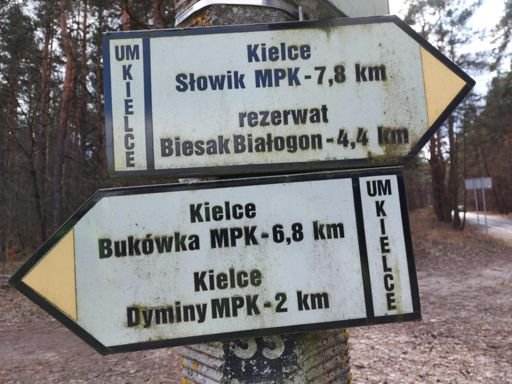 UM KIELCE
Kielce
Słowik MPK-7,8 km
rezerwat
Biesak Białogon-4,4 km
Kielce
Bukówka MPK-6,8 km
Kielce
Dyminy MPK-2 km
UM KIELCE